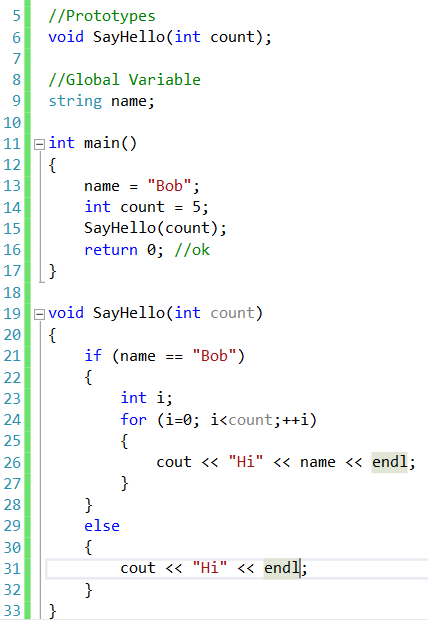 5 //Prototypes
6 void SayHello(int count);
7
8 //Global Variable
9 string name;
10
11 int main()
12 {
13     name = "Bob";
14     int count = 5;
15     SayHello(count);
16     return 0; //ok
17 }
18
19 void SayHello(int count)
20 {
21     if (name == "Bob")
22     {
23         int i;
24         for (i=0; i<count;++i)
25         {
26             cout << "Hi" << name << endl;
27         }
28     }
29     else
30     {
31         cout << "Hi" << endl;
32     }
33 }